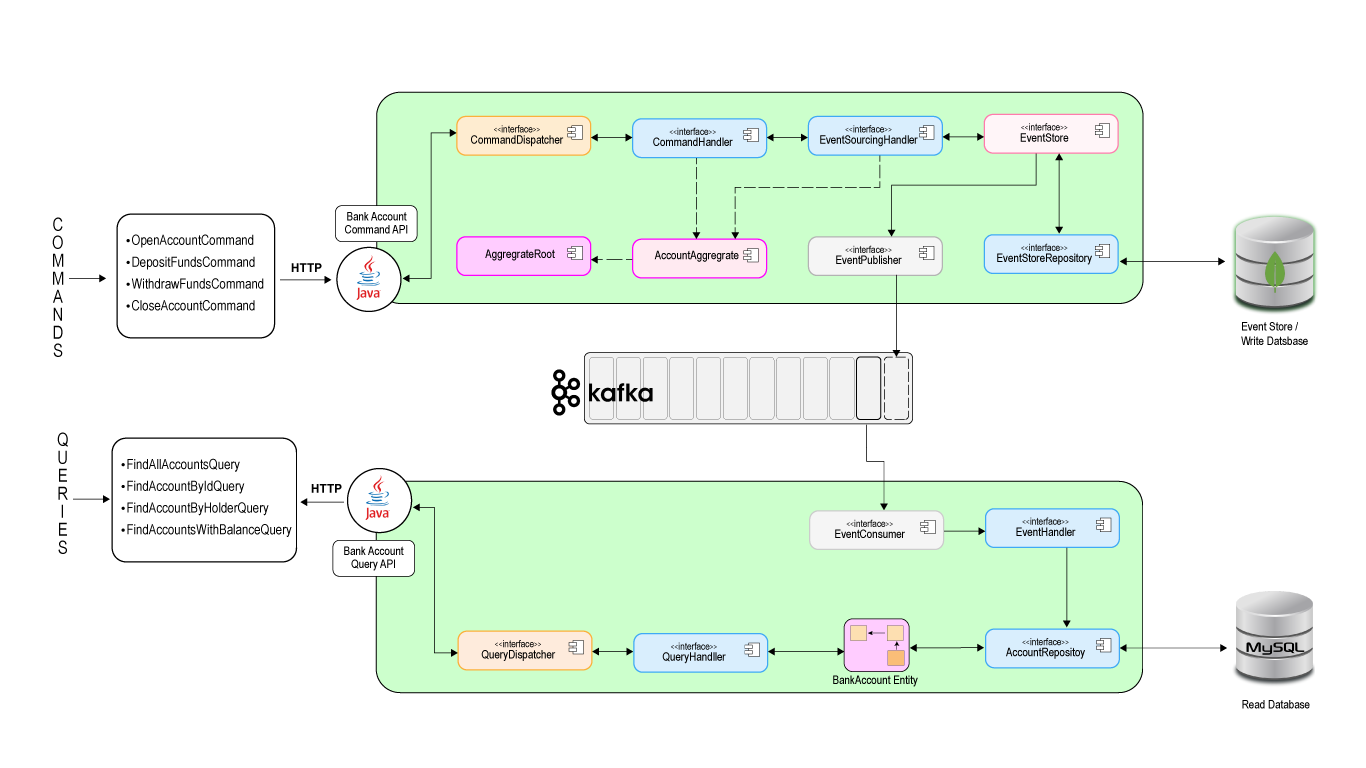 <<interface>>
CommandDispatcher
<<interface>>
CommandHandler
<<interface>>
EventSourcingHandler
<<interface>>
EventStore
COMMANDS
•OpenAccountCommand
•DepositFundsCommand
•WithdrawFundsCommand
•CloseAccountCommand
HTTP
Bank Account
Command API
Java
AggregrateRoot
AccountAggregrate
<<interface>>
EventPublisher
<<interface>>
EventStoreRepository
Event Store /
Write Datsbase
kafka
QUERIES
•FindAllAccountsQuery
•FindAccountByIdQuery
•FindAccountByHolderQuery
•FindAccountsWithBalanceQuery
HTTP
Java
Bank Account
Query API
<<interface>>
EventConsumer
<<interface>>
EventHandler
<<interface>>
QueryDispatcher
<<interface>>
QueryHandller
BankAccount Entity
<<interface>>
AccountRepositoy
MySQL
Read Database